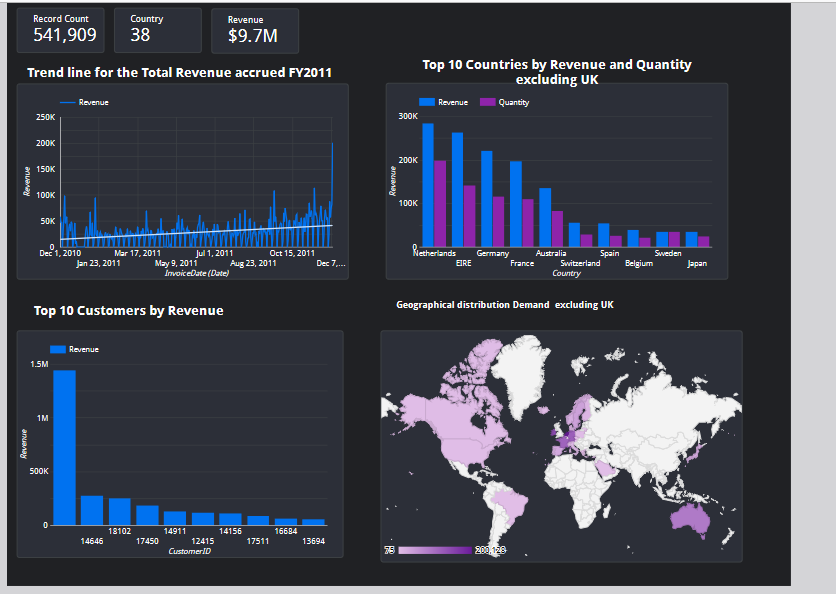 Record Count
541,909
Country
38
Revenue
$9.7M
Trend line for the Total Revenue accrued FY2011
Revenue
250K
200K
150K
100K
50K
0
Revenue
Dec 1, 2010
Mar 17, 2011
Jul 1, 2011
Oct 15, 2011
Jan 23, 2011
May 9, 2011
Aug 23, 2011
Dec 7,...
InvoiceDate (Date)
Top 10 Countries by Revenue and Quantity
excluding UK
Revenue
Quantity
300K
200K
100K
0
Revenue
Netherlands
Germany
Australia
Spain
Sweden
EIRE
France
Switzerland
Belgium
Japan
Country
Top 10 Customers by Revenue
Revenue
1.5M
1M
500K
0
Revenue
18102
14911
14156
16684
14646
17450
12415
17511
13694
CustomerID
Geographical distribution Demand excluding UK
75
200,128